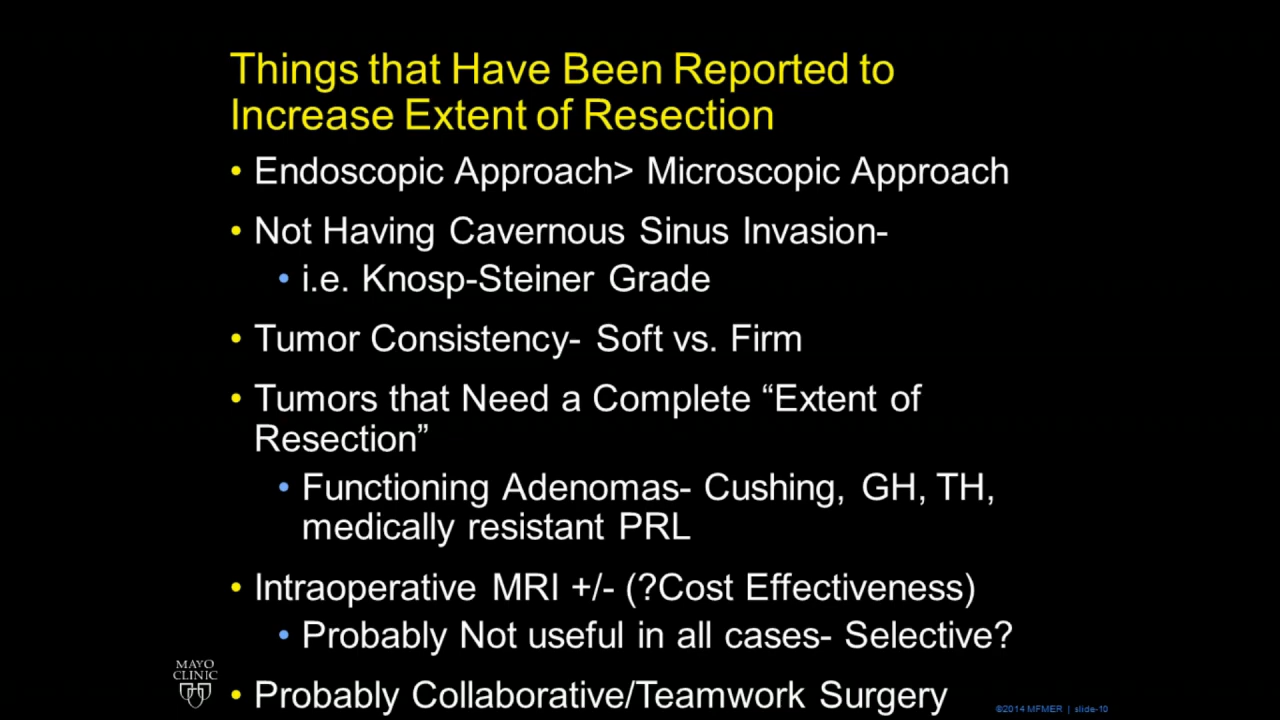 Things that Have Been Reported to
Increase Extent of Resection
• Endoscopic Approach> Microscopic Approach
• Not Having Cavernous Sinus Invasion-
• i.e. Knosp-Steiner Grade
• Tumor Consistency- Soft vs. Firm
• Tumors that Need a Complete “Extent of
Resection”
• Functioning Adenomas- Cushing, GH, TH,
medically resistant PRL
• Intraoperative MRI +/- (?Cost Effectiveness)
• Probably Not useful in all cases- Selective?
• Probably Collaborative/Teamwork Surgery
MAYO
CLINIC
©2014 MFMER | slide-10